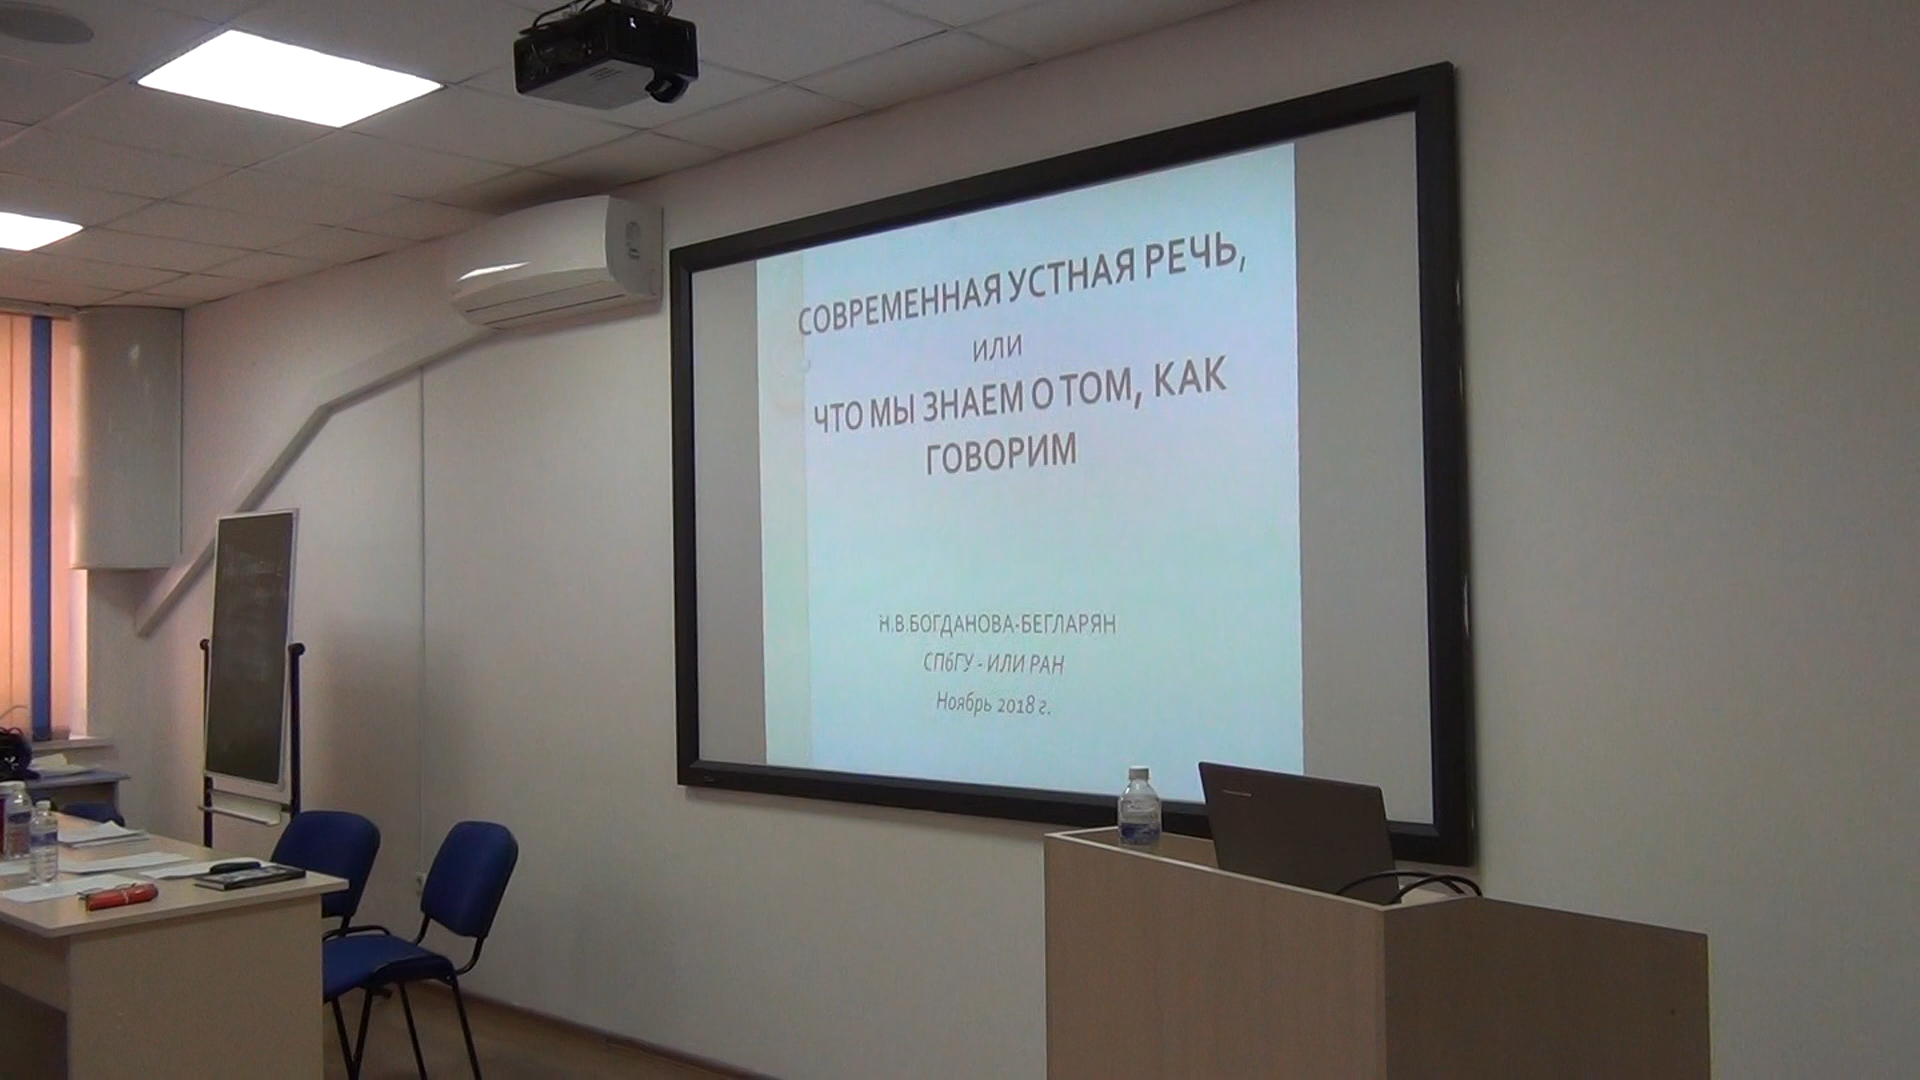 СОВРЕМЕННАЯ УСТНАЯ РЕЧЬ,
ИЛИ
ЧТО МЫ ЗНАЕМ О ТОМ, КАК
ГОВОРИМ
Н.В.БОГДАНОВА-БЕГЛАРЯН
СПбГУ - ИЛИ РАН
Ноябрь 2018 г.